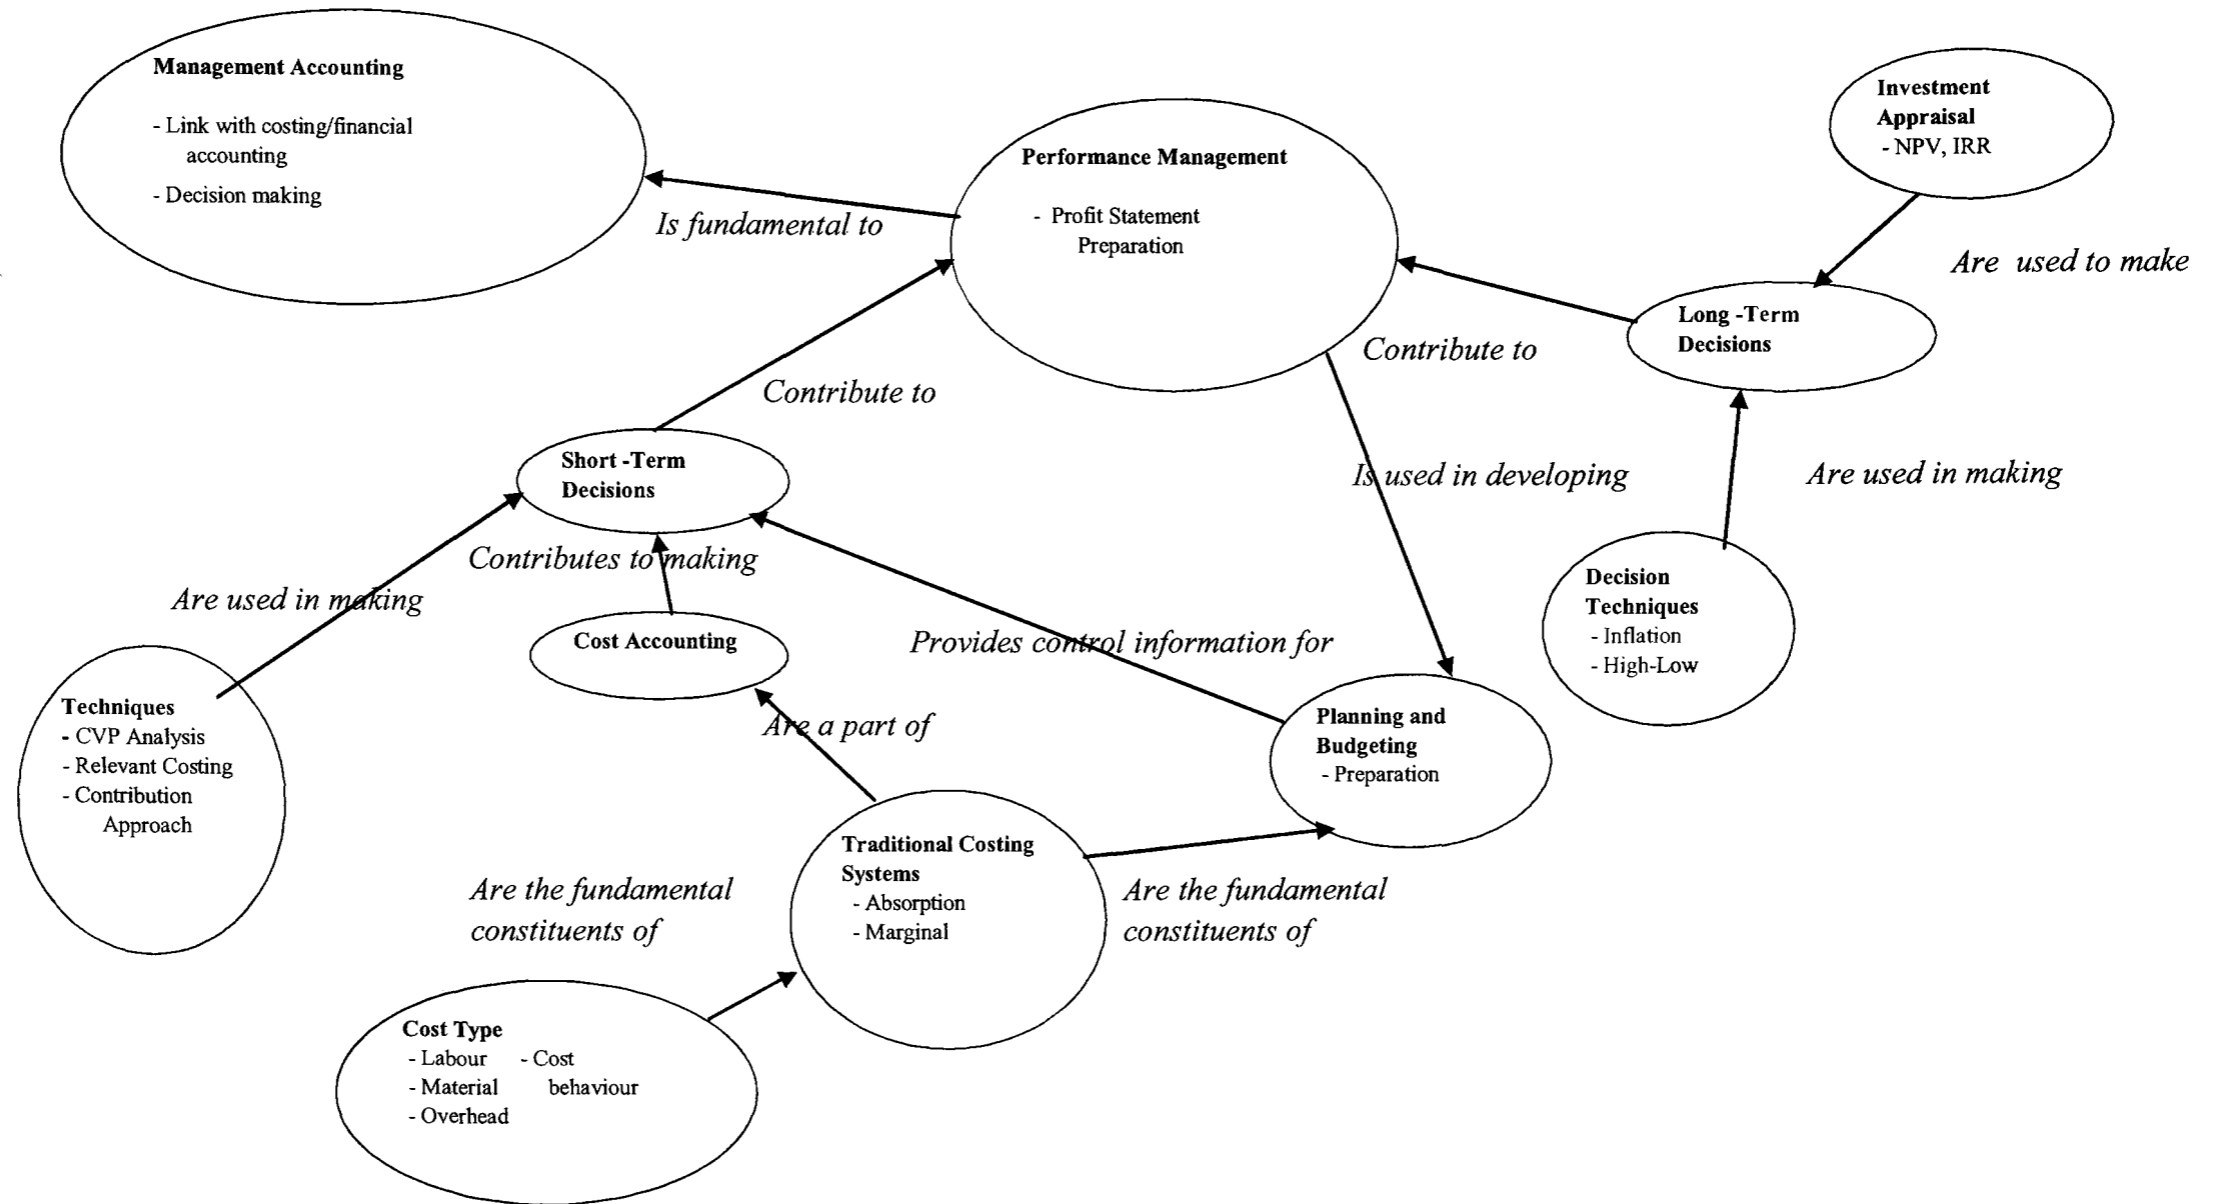 Management Accounting
- Link with costing/financial
accounting
- Decision making
Performance Management
- Profit Statement
Preparation
Investment
Appraisal
- NPV, IRR
Is fundamental to
Are used to make
Long -Term
Decisions
Contribute to
Contribute to
Short -Term
Decisions
Is used in developing
Are used in making
Contributes to making
Are used in making
Decision
Techniques
- Inflation
- High-Low
Cost Accounting
Provides control information for
Techniques
- CVP Analysis
- Relevant Costing
- Contribution
Approach
Are a part of
Planning and
Budgeting
- Preparation
Traditional Costing
Systems
- Absorption
- Marginal
Are the fundamental
constituents of
Are the fundamental
constituents of
Cost Type
- Labour - Cost
- Material behaviour
- Overhead